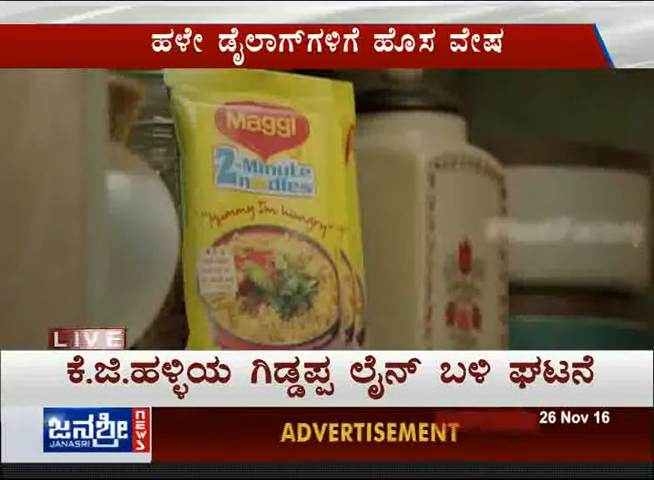 ಹಳೇ ಡೈಲಾಗ್‌ಗಳಿಗೆ ಹೊಸ ವೇಷ
Maggi
2-Minute
noodles
"Mummy I'm hungry"
LIVE
ಕೆ.ಜಿ.ಹಳ್ಳಿಯ ಗಿಡ್ಡಪ್ಪ ಲೈನ್ ಬಳಿ ಘಟನೆ
ಜನಶ್ರೀ
JANASRI
NEWS
ADVERTISEMENT
26 Nov 16